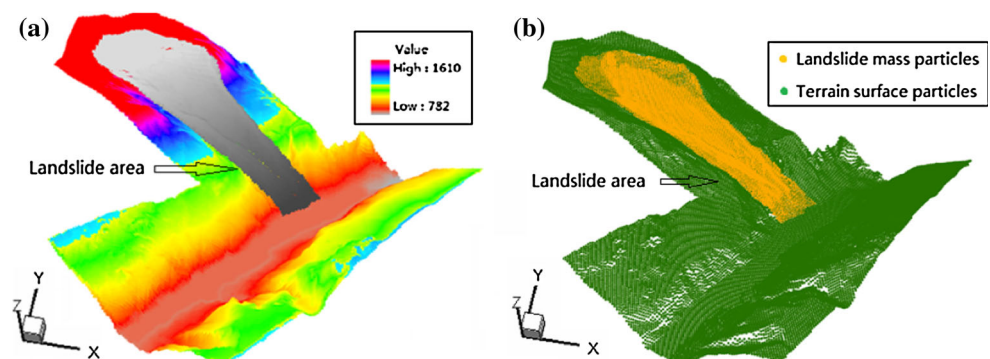 (a)
Value
High : 1610
Low : 782
Landslide area
Y
Z
X
(b)
Landslide mass particles
Terrain surface particles
Landslide area
Y
Z
X